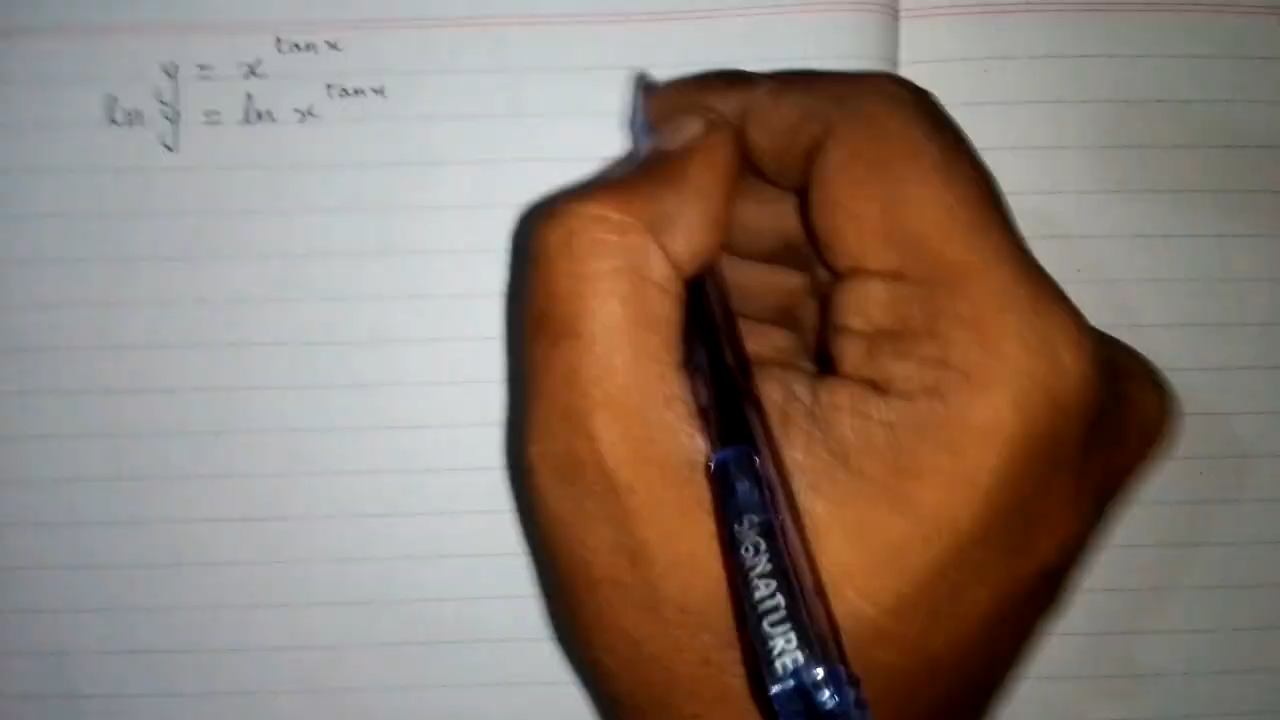 y = x^tan x
ln y = ln x^tan x
SIGNATURE